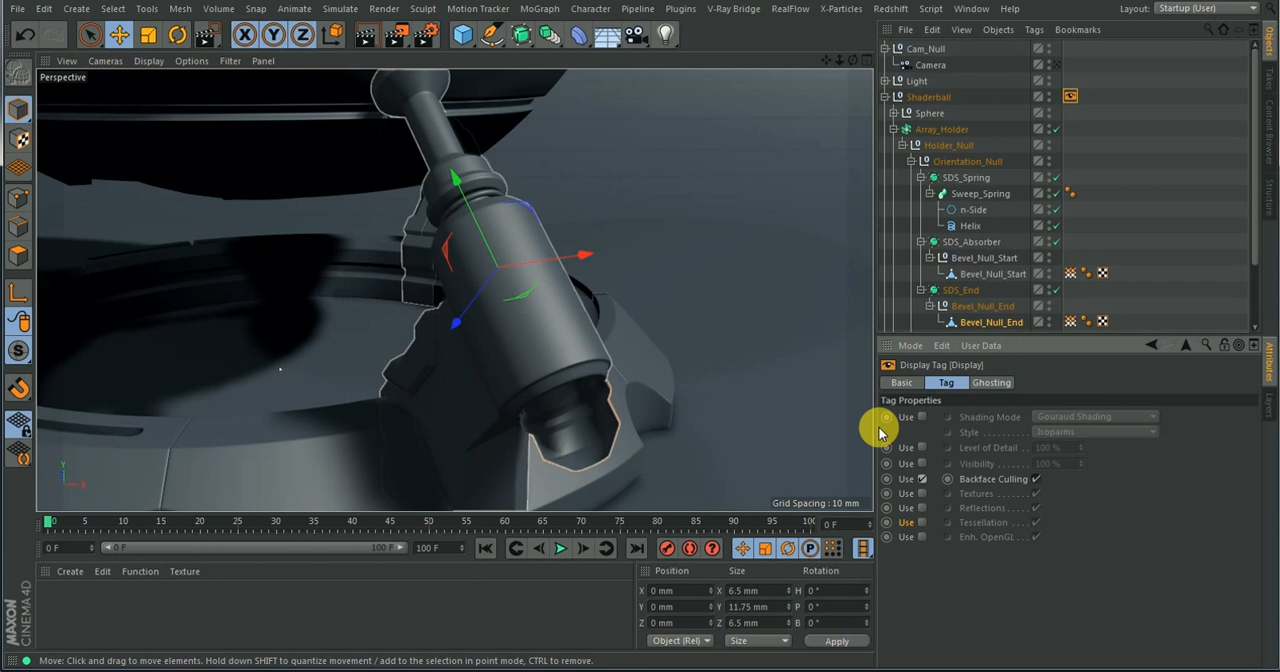 File Edit Create Select Tools Mesh Volume Snap Animate Simulate Render Sculpt Motion Tracker MoGraph Character Pipeline Plugins V-Ray Bridge RealFlow X-Particles Redshift Script Window Help Layout: Startup (User)
X Y Z
View Cameras Display Options Filter Panel
Perspective
File Edit View Objects Tags Bookmarks
Cam_Null
Camera
Light
Shaderball
Sphere
Array_Holder
Holder_Null
Orientation_Null
SDS_Spring
Sweep_Spring
n-Side
Helix
SDS_Absorber
Bevel_Null_Start
Bevel_Null_Start
SDS_End
Bevel_Null_End
Bevel_Null_End
Objects
Takes
Content Browser
Structure
Attributes
Layers
Mode Edit User Data
Display Tag [Display]
Basic Tag Ghosting
Tag Properties
Use Shading Mode Gouraud Shading
Style Isoparms
Use Level of Detail 100 %
Use Visibility 100 %
Use Backface Culling
Use Textures
Use Reflections
Use Tessellation
Use Enh. OpenGL
Y
X
Z
Grid Spacing : 10 mm
0 5 10 15 20 25 30 35 40 45 50 55 60 65 70 75 80 85 90 95 100 0 F
0 F 0 F 100 F 100 F
Create Edit Function Texture
Position Size Rotation
X 0 mm X 6.5 mm H 0 °
Y 0 mm Y 11.75 mm P 0 °
Z 0 mm Z 6.5 mm B 0 °
Object (Rel) Size Apply
MAXON
CINEMA 4D
Move: Click and drag to move elements. Hold down SHIFT to quantize movement / add to the selection in point mode, CTRL to remove.